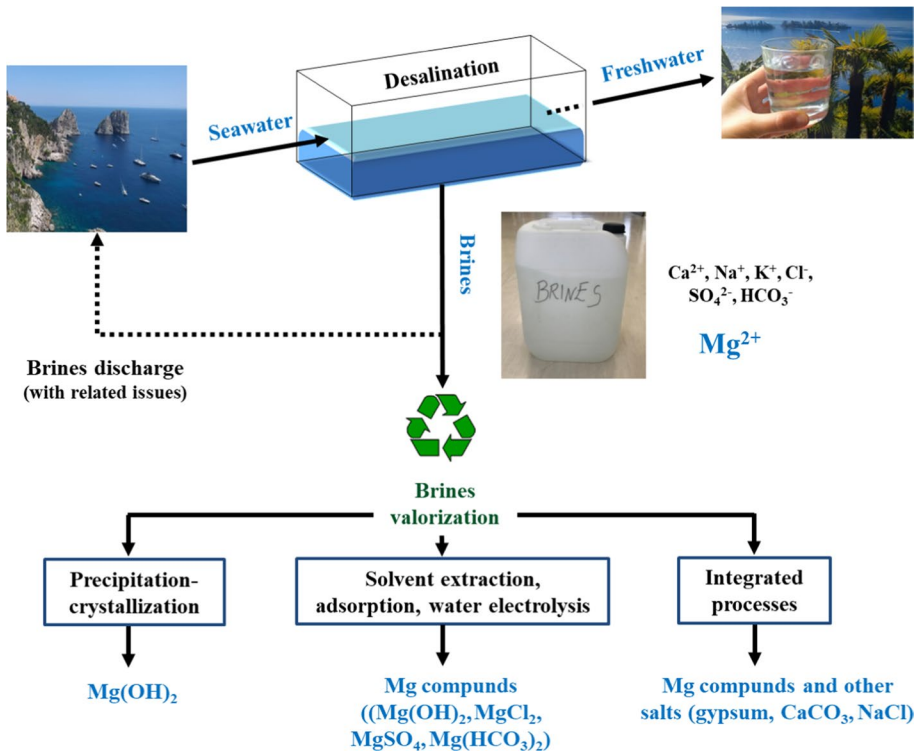 Desalination
Freshwater
Seawater
Brines
BRINES
Ca²⁺, Na⁺, K⁺, Cl⁻,
SO₄²⁻, HCO₃⁻
Mg²⁺
Brines discharge
(with related issues)
Brines
valorization
Precipitation-
crystallization
Solvent extraction,
adsorption, water electrolysis
Integrated
processes
Mg(OH)₂
Mg compunds
((Mg(OH)₂, MgCl₂,
MgSO₄, Mg(HCO₃)₂)
Mg compunds and other
salts (gypsum, CaCO₃, NaCl)